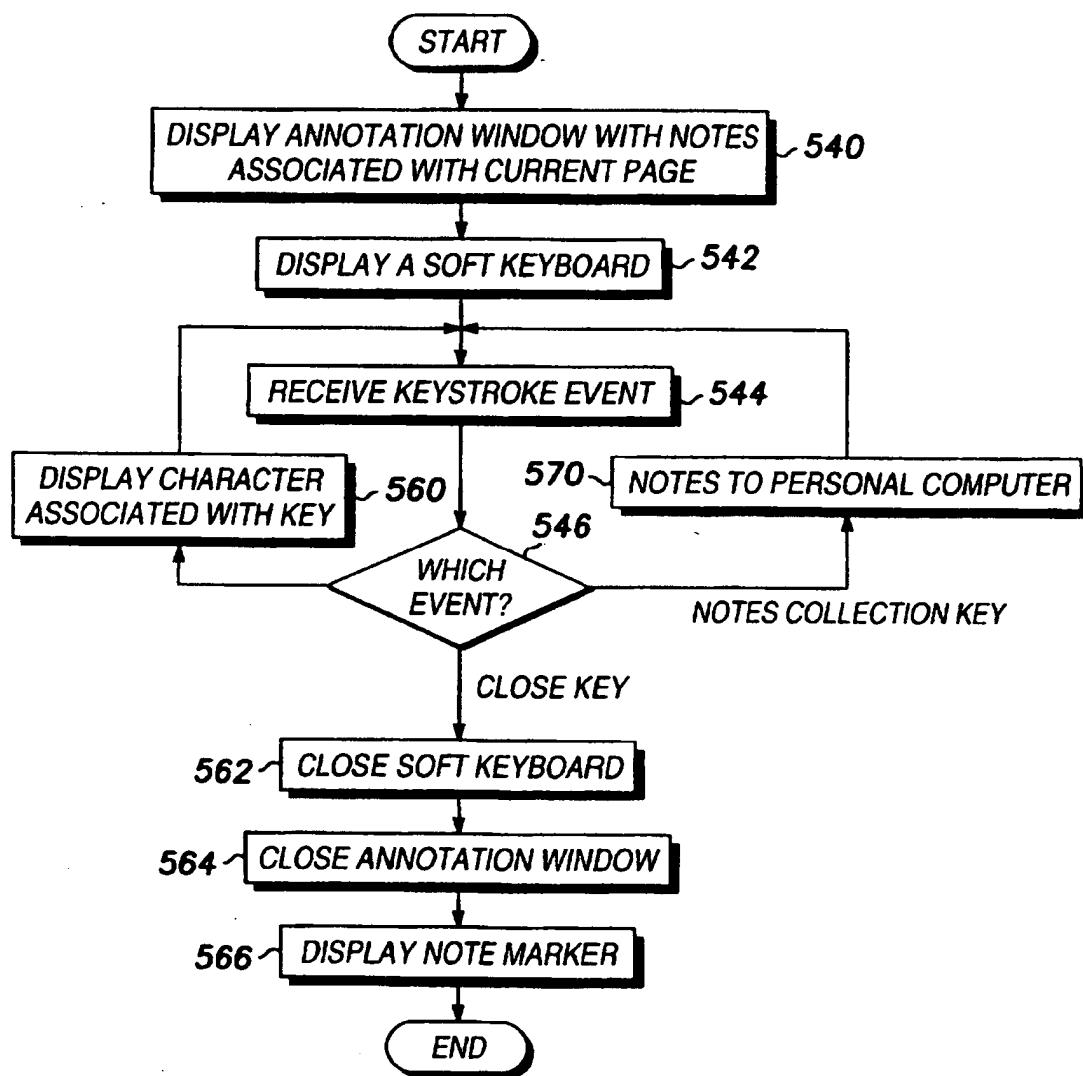 START
DISPLAY ANNOTATION WINDOW WITH NOTES
ASSOCIATED WITH CURRENT PAGE
540
DISPLAY A SOFT KEYBOARD
542
RECEIVE KEYSTROKE EVENT
544
DISPLAY CHARACTER
ASSOCIATED WITH KEY
560
570
NOTES TO PERSONAL COMPUTER
546
WHICH
EVENT?
NOTES COLLECTION KEY
CLOSE KEY
562
CLOSE SOFT KEYBOARD
564
CLOSE ANNOTATION WINDOW
566
DISPLAY NOTE MARKER
END